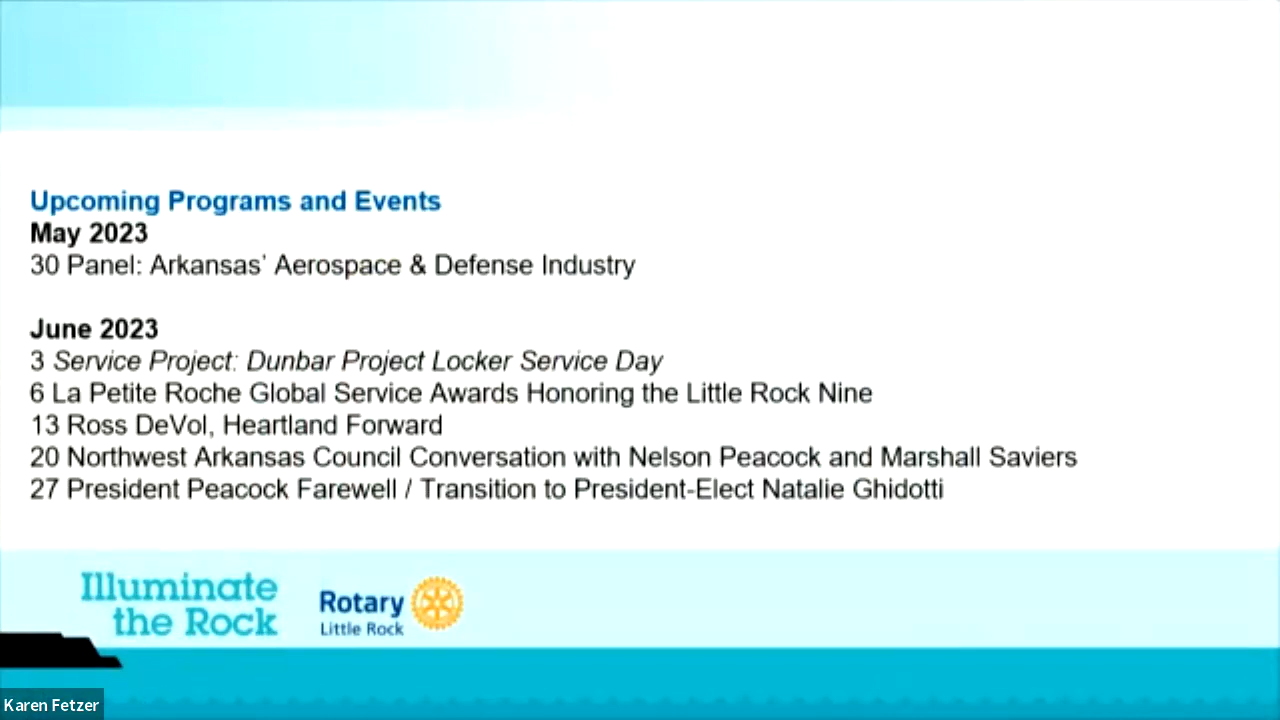 Upcoming Programs and Events
May 2023
30 Panel: Arkansas' Aerospace & Defense Industry
June 2023
3 Service Project: Dunbar Project Locker Service Day
6 La Petite Roche Global Service Awards Honoring the Little Rock Nine
13 Ross DeVol, Heartland Forward
20 Northwest Arkansas Council Conversation with Nelson Peacock and Marshall Saviers
27 President Peacock Farewell / Transition to President-Elect Natalie Ghidotti
Illuminate
the Rock
Rotary
Little Rock
Karen Fetzer